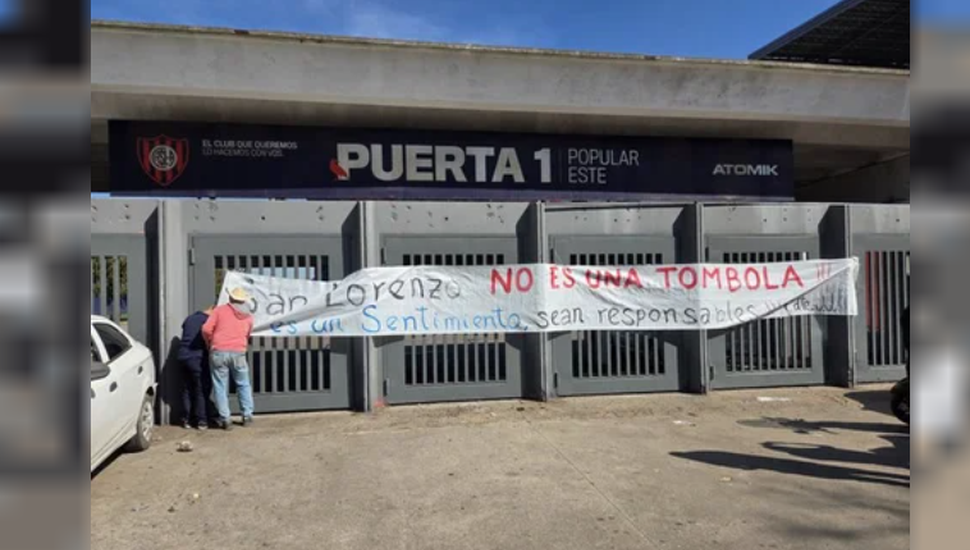 EL CLUB QUE QUEREMOS
LO HACEMOS CON VOS.
PUERTA 1
POPULAR
ESTE
ATOMIK
San Lorenzo NO ES UNA TOMBOLA !!!
es un Sentimiento, sean responsables